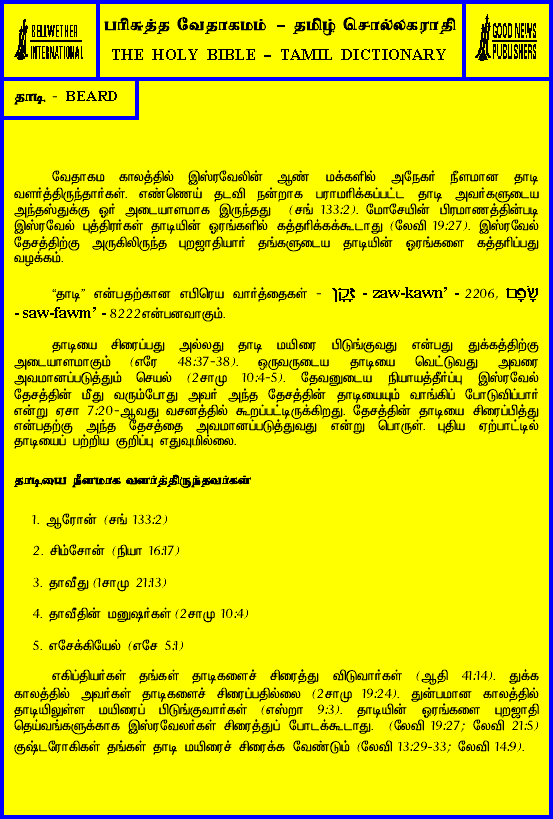 BELLWETHER
INTERNATIONAL
பரிசுத்த வேதாகமம் – தமிழ் சொல்லகராதி
THE HOLY BIBLE – TAMIL DICTIONARY
GOOD NEWS
PUBLISHERS
தாடி - BEARD
வேதாகம காலத்தில் இஸ்ரவேலின் ஆண் மக்களில் அநேகர் நீளமான தாடி
வளர்த்திருந்தார்கள். எண்ணெய் தடவி நன்றாக பராமரிக்கப்பட்ட தாடி அவர்களுடைய
அந்தஸ்துக்கு ஓர் அடையாளமாக இருந்தது (சங் 133:2). மோசேயின் பிரமாணத்தின்படி
இஸ்ரவேல் புத்திரர்கள் தாடியின் ஓரங்களில் கத்தரிக்கக்கூடாது (லேவி 19:27). இஸ்ரவேல்
தேசத்திற்கு அருகிலிருந்த புறஜாதியார் தங்களுடைய தாடியின் ஓரங்களை கத்தரிப்பது
வழக்கம்.
“தாடி” என்பதற்கான எபிரெய வார்த்தைகள் - זָקָן - zaw-kawn’ - 2206, שָׂפָם
- saw-fawm’ - 8222என்பனவாகும்.
தாடியை சிரைப்பது அல்லது தாடி மயிரை பிடுங்குவது என்பது துக்கத்திற்கு
அடையாளமாகும் (எரே 48:37-38). ஒருவருடைய தாடியை வெட்டுவது அவரை
அவமானப்படுத்தும் செயல் (2சாமு 10:4-5). தேவனுடைய நியாயத்தீர்ப்பு இஸ்ரவேல்
தேசத்தின் மீது வரும்போது அவர் அந்த தேசத்தின் தாடியையும் வாங்கிப் போடுவிப்பார்
என்று ஏசா 7:20-ஆவது வசனத்தில் கூறப்பட்டிருக்கிறது. தேசத்தின் தாடியை சிரைப்பித்து
என்பதற்கு அந்த தேசத்தை அவமானப்படுத்துவது என்று பொருள். புதிய ஏற்பாட்டில்
தாடியைப் பற்றிய குறிப்பு எதுவுமில்லை.
தாடியை நீளமாக வளர்த்திருந்தவர்கள்
1. ஆரோன் (சங் 133:2)
2. சிம்சோன் (நியா 16:17)
3. தாவீது (1சாமு 21:13)
4. தாவீதின் மனுஷர்கள் (2சாமு 10:4)
5. எசேக்கியேல் (எசே 5:1)
எகிப்தியர்கள் தங்கள் தாடிகளைச் சிரைத்து விடுவார்கள் (ஆதி 41:14). துக்க
காலத்தில் அவர்கள் தாடிகளைச் சிரைப்பதில்லை (2சாமு 19:24). துன்பமான காலத்தில்
தாடியிலுள்ள மயிரைப் பிடுங்குவார்கள் (எஸ்றா 9:3). தாடியின் ஓரங்களை புறஜாதி
தெய்வங்களுக்காக இஸ்ரவேலர்கள் சிரைத்துப் போடக்கூடாது. (லேவி 19:27; லேவி 21:5)
குஷ்டரோகிகள் தங்கள் தாடி மயிரைச் சிரைக்க வேண்டும் (லேவி 13:29-33; லேவி 14:9).